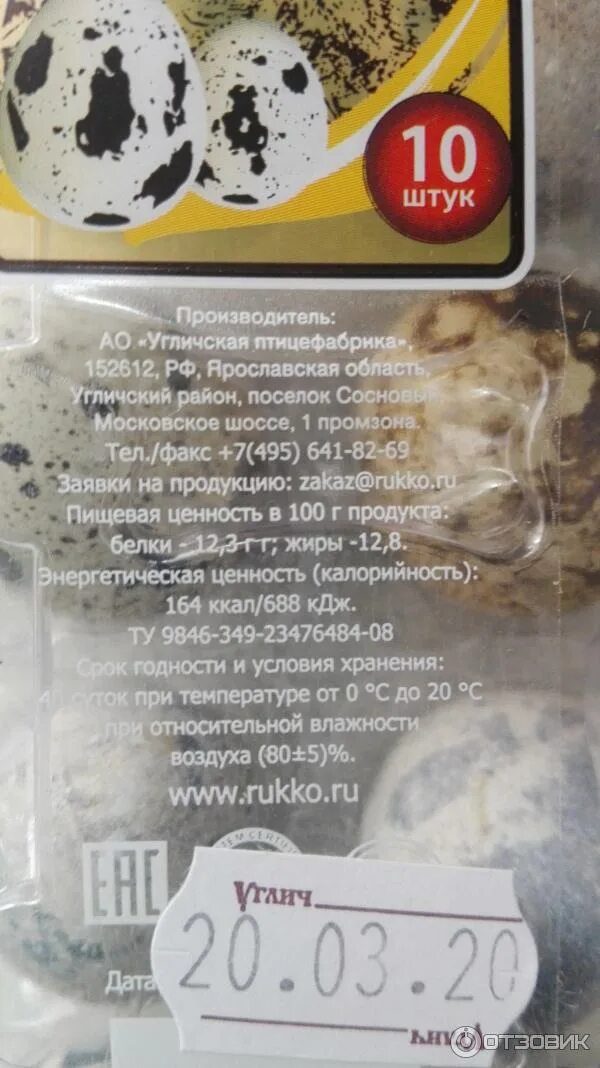 10
штук
Производитель:
АО «Угличская птицефабрика»,
152612, РФ, Ярославская область,
Угличский район, поселок Сосновый,
Московское шоссе, 1 промзона.
Тел./факс +7(495) 641-82-69
Заявки на продукцию: zakaz@rukko.ru
Пищевая ценность в 100 г продукта:
белки - 12,3 г г; жиры -12,8.
Энергетическая ценность (калорийность):
164 ккал/688 кДж.
ТУ 9846-349-23476484-08
Срок годности и условия хранения:
суток при температуре от 0 °С до 20 °С
при относительной влажности
воздуха (80±5)%.
www.rukko.ru
EAC
Углич
20.03.20
Дата
ОТЗОВИК